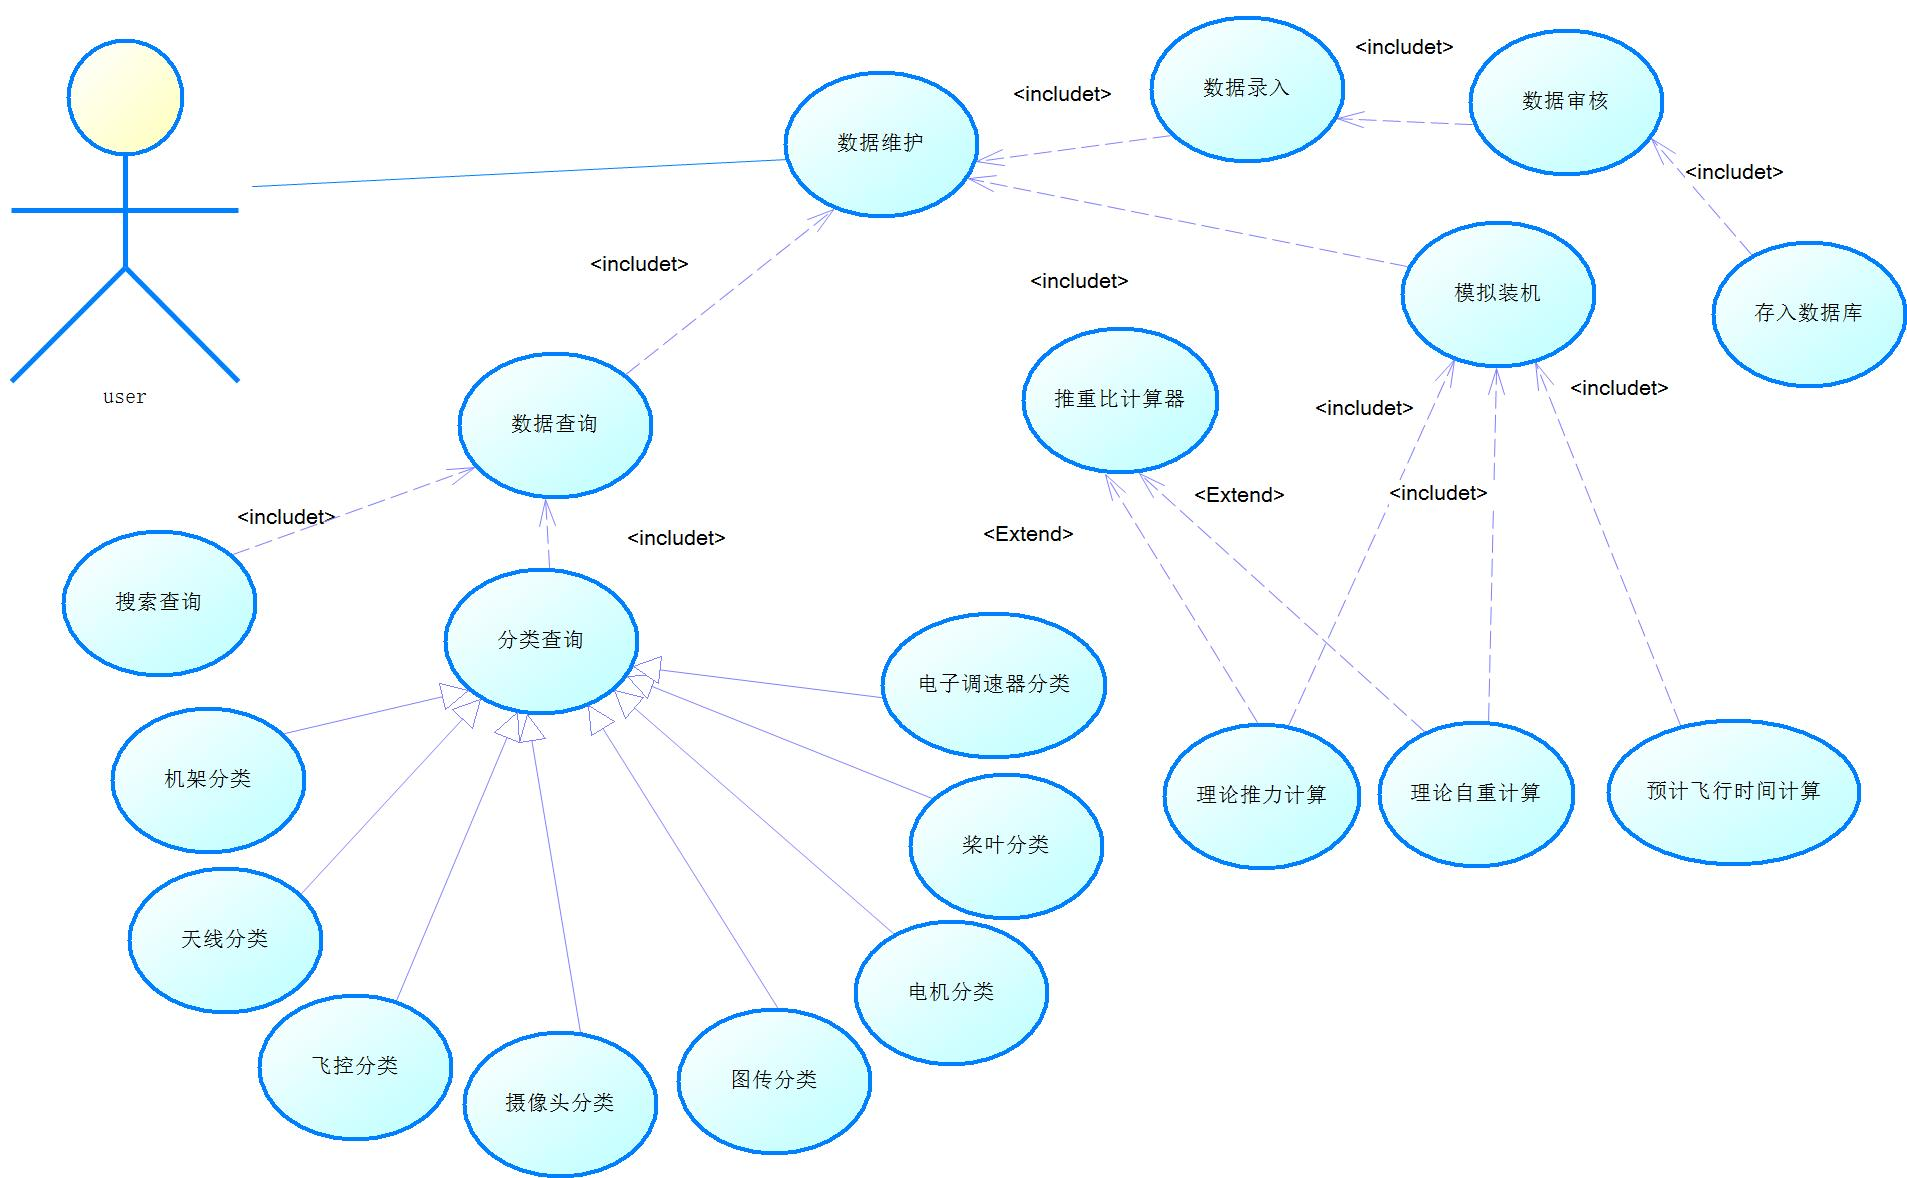 <includet>
<includet>
数据录入
数据审核
<includet>
数据维护
<includet>
<includet>
<includet>
模拟装机
存入数据库
user
推重比计算器
<includet>
<includet>
数据查询
<Extend>
<includet>
<includet>
<Extend>
<includet>
搜索查询
分类查询
电子调速器分类
机架分类
理论推力计算
理论自重计算
预计飞行时间计算
桨叶分类
天线分类
电机分类
飞控分类
摄像头分类
图传分类